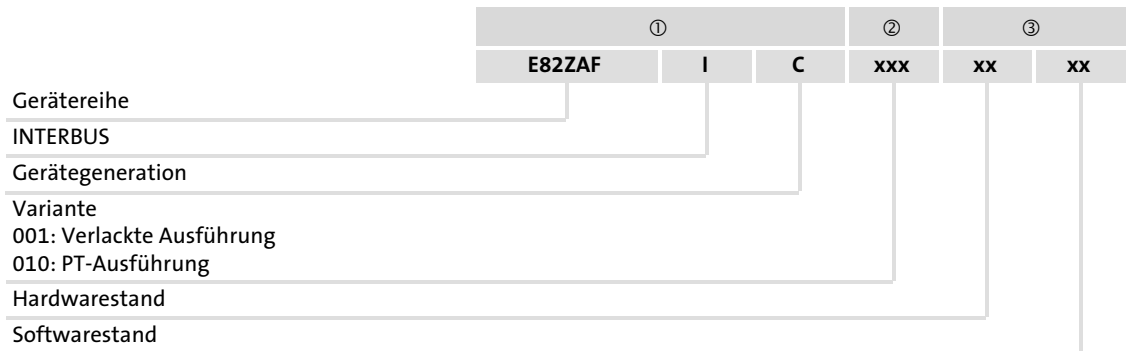 ① ② ③
E82ZAF I C xxx xx xx
Gerätereihe
INTERBUS
Gerätegeneration
Variante
001: Verlackte Ausführung
010: PT-Ausführung
Hardwarestand
Softwarestand